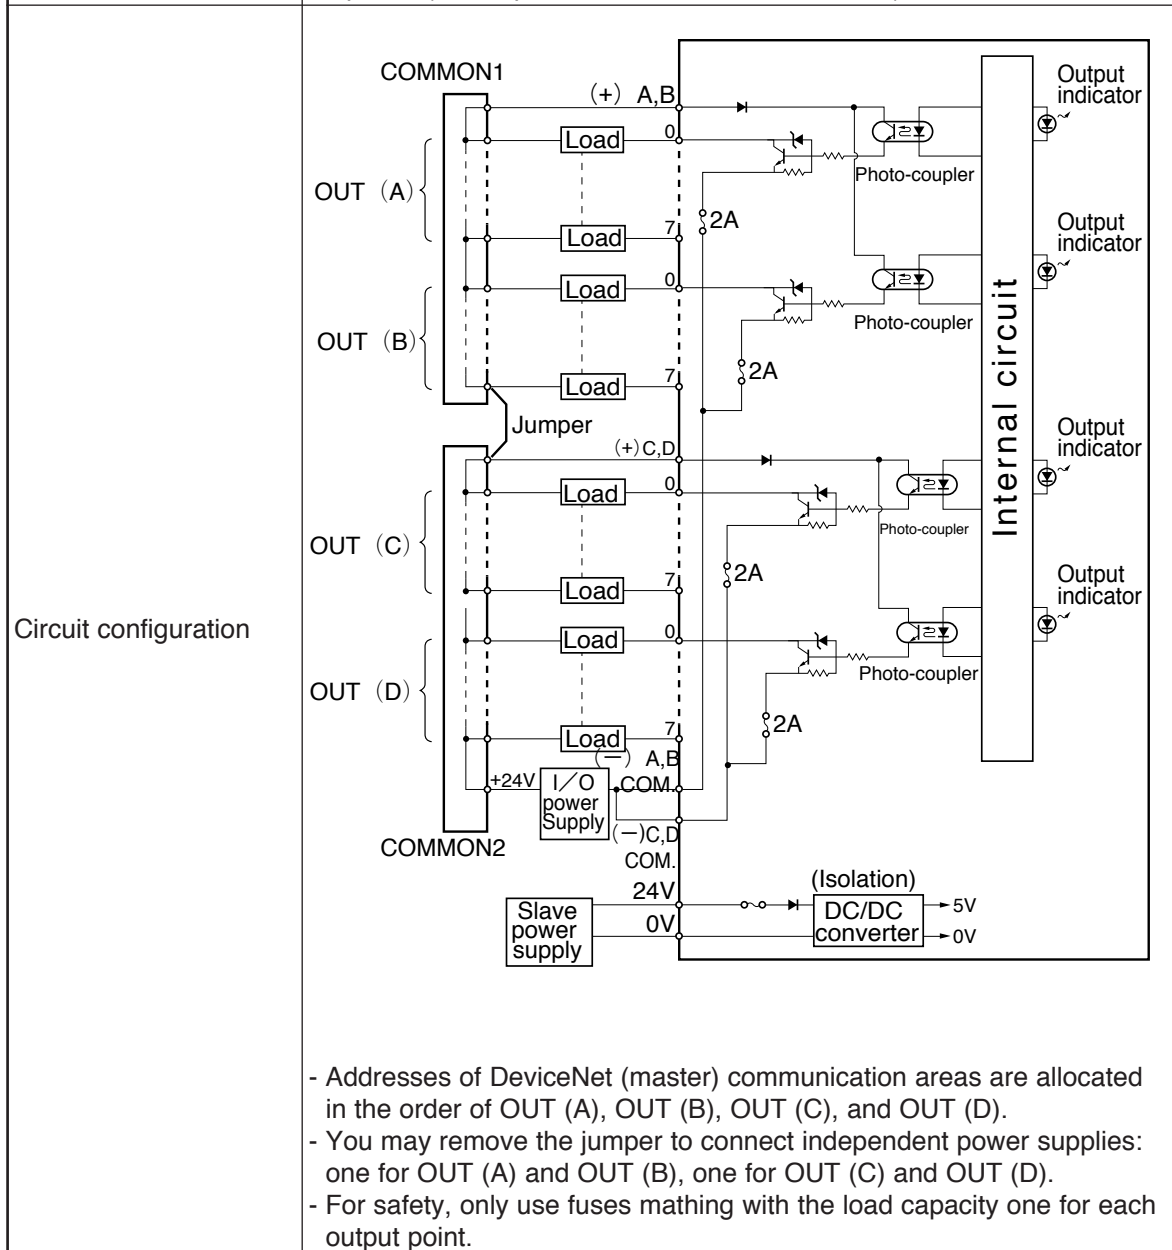 COMMON1
(+) A,B
Output
indicator
0
Load
Photo-coupler
OUT (A)
2A
7
Load
Output
indicator
0
Load
Photo-coupler
OUT (B)
2A
7
Load
Internal circuit
Jumper
(+)C,D
Output
indicator
0
Load
Photo-coupler
OUT (C)
2A
7
Load
Output
indicator
Circuit configuration
0
Load
Photo-coupler
OUT (D)
2A
7
Load
(-) A,B
COM.
+24V
I/O
power
Supply
(-)C,D
COM.
COMMON2
24V
0V
Slave
power
supply
(Isolation)
DC/DC
converter
5V
0V
- Addresses of DeviceNet (master) communication areas are allocated
in the order of OUT (A), OUT (B), OUT (C), and OUT (D).
- You may remove the jumper to connect independent power supplies:
one for OUT (A) and OUT (B), one for OUT (C) and OUT (D).
- For safety, only use fuses mathing with the load capacity one for each
output point.